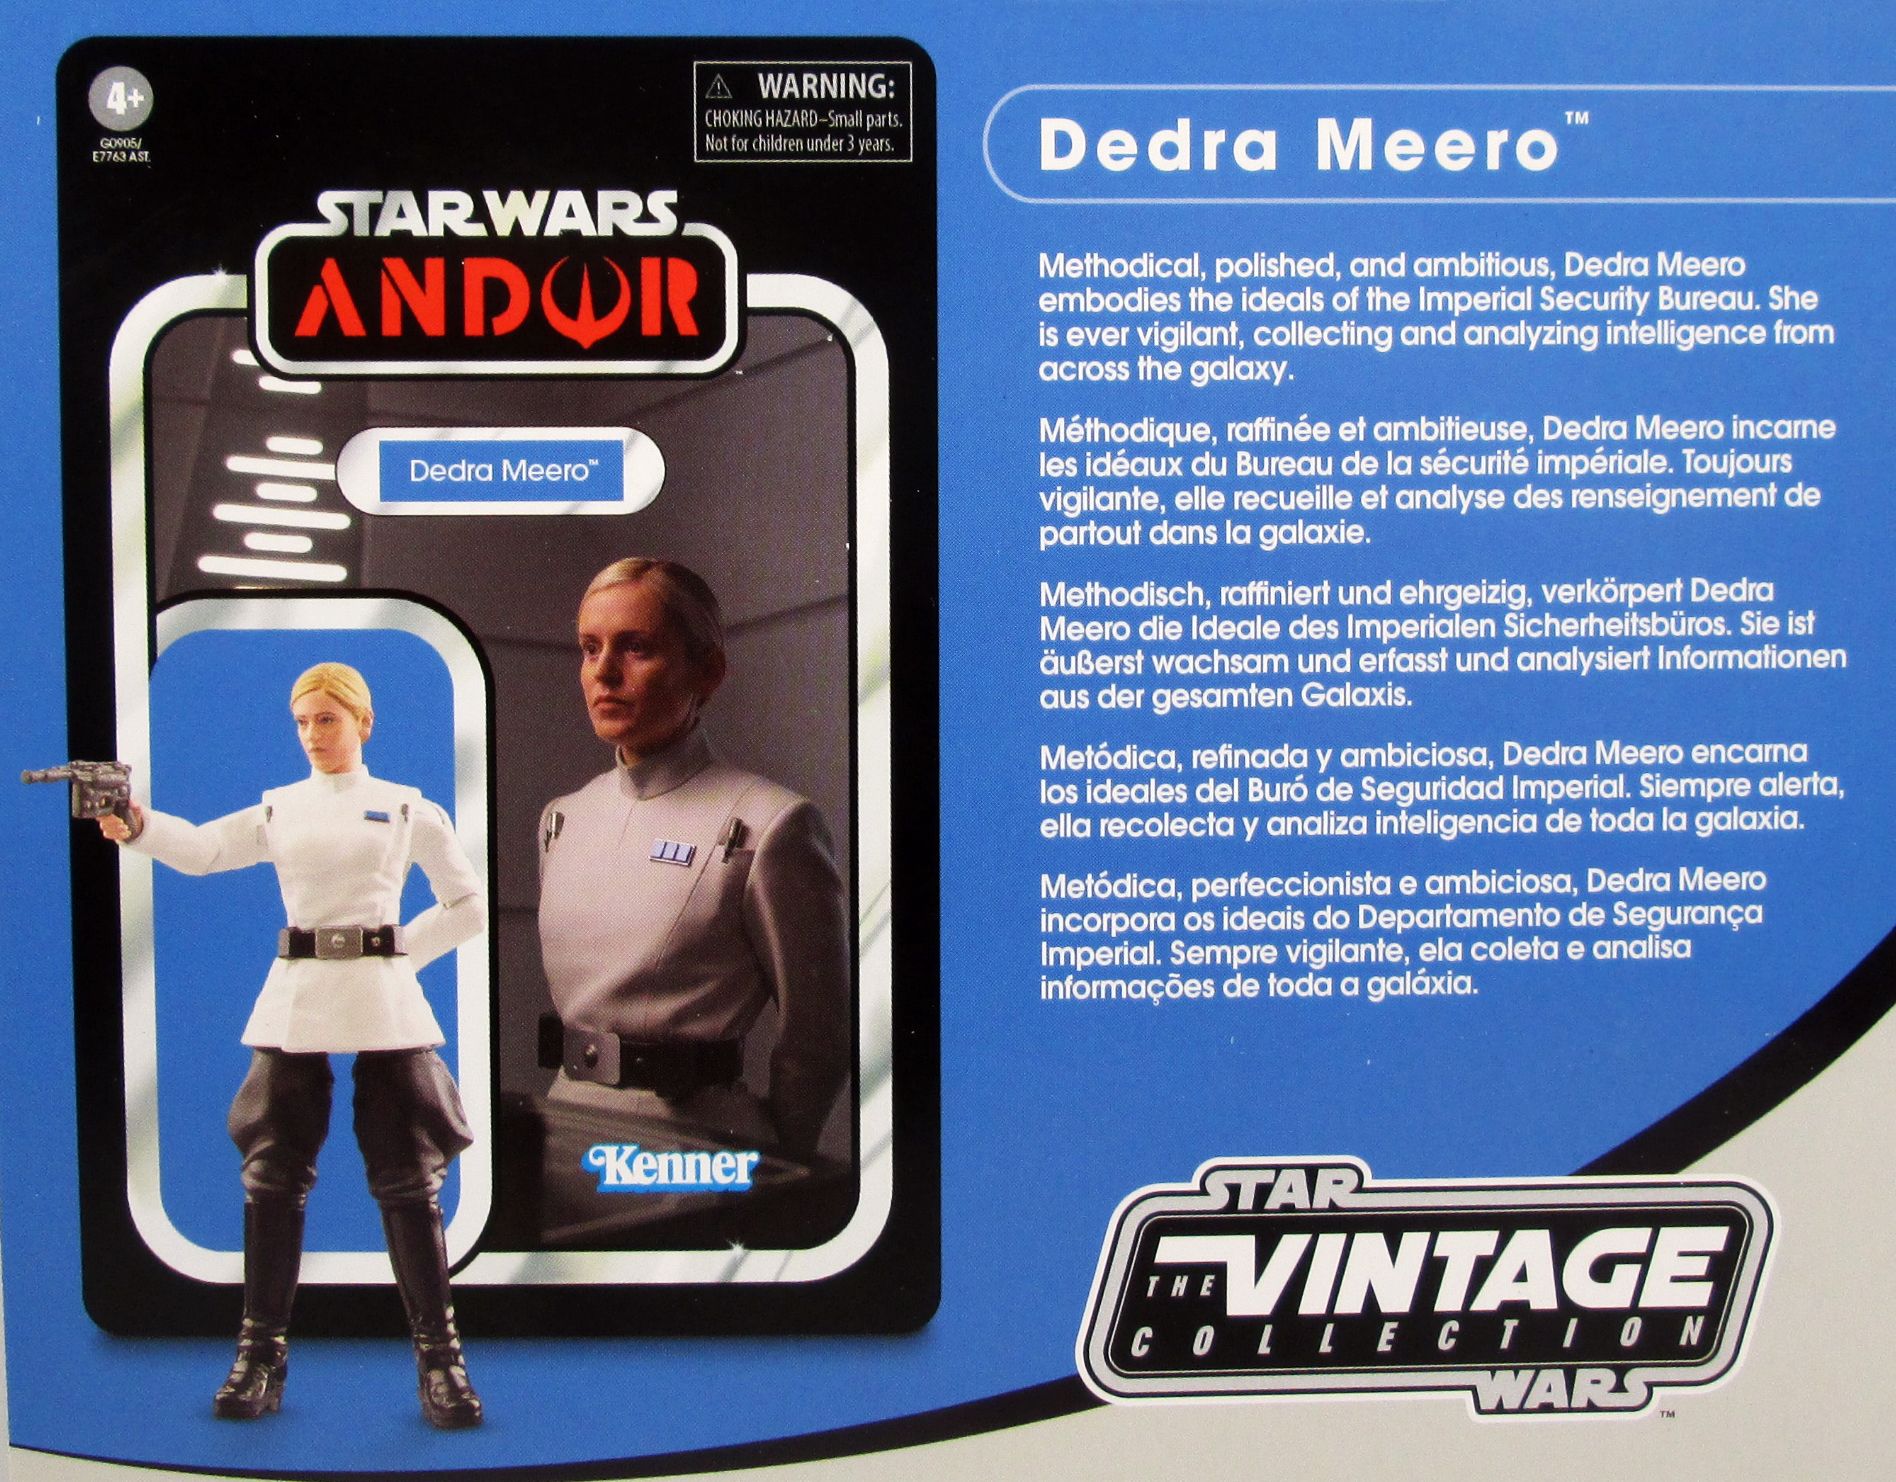 4+
G0905/
E7763 AST.
⚠ WARNING:
CHOKING HAZARD–Small parts.
Not for children under 3 years.
STAR WARS
ANDOR
Dedra Meero™
Kenner
Dedra Meero™
Methodical, polished, and ambitious, Dedra Meero
embodies the ideals of the Imperial Security Bureau. She
is ever vigilant, collecting and analyzing intelligence from
across the galaxy.
Méthodique, raffinée et ambitieuse, Dedra Meero incarne
les idéaux du Bureau de la sécurité impériale. Toujours
vigilante, elle recueille et analyse des renseignement de
partout dans la galaxie.
Methodisch, raffiniert und ehrgeizig, verkörpert Dedra
Meero die Ideale des Imperialen Sicherheitsbüros. Sie ist
äußerst wachsam und erfasst und analysiert Informationen
aus der gesamten Galaxis.
Metódica, refinada y ambiciosa, Dedra Meero encarna
los ideales del Buró de Seguridad Imperial. Siempre alerta,
ella recolecta y analiza inteligencia de toda la galaxia.
Metódica, perfeccionista e ambiciosa, Dedra Meero
incorpora os ideais do Departamento de Segurança
Imperial. Sempre vigilante, ela coleta e analisa
informações de toda a galáxia.
STAR
THE VINTAGE
COLLECTION
WARS™